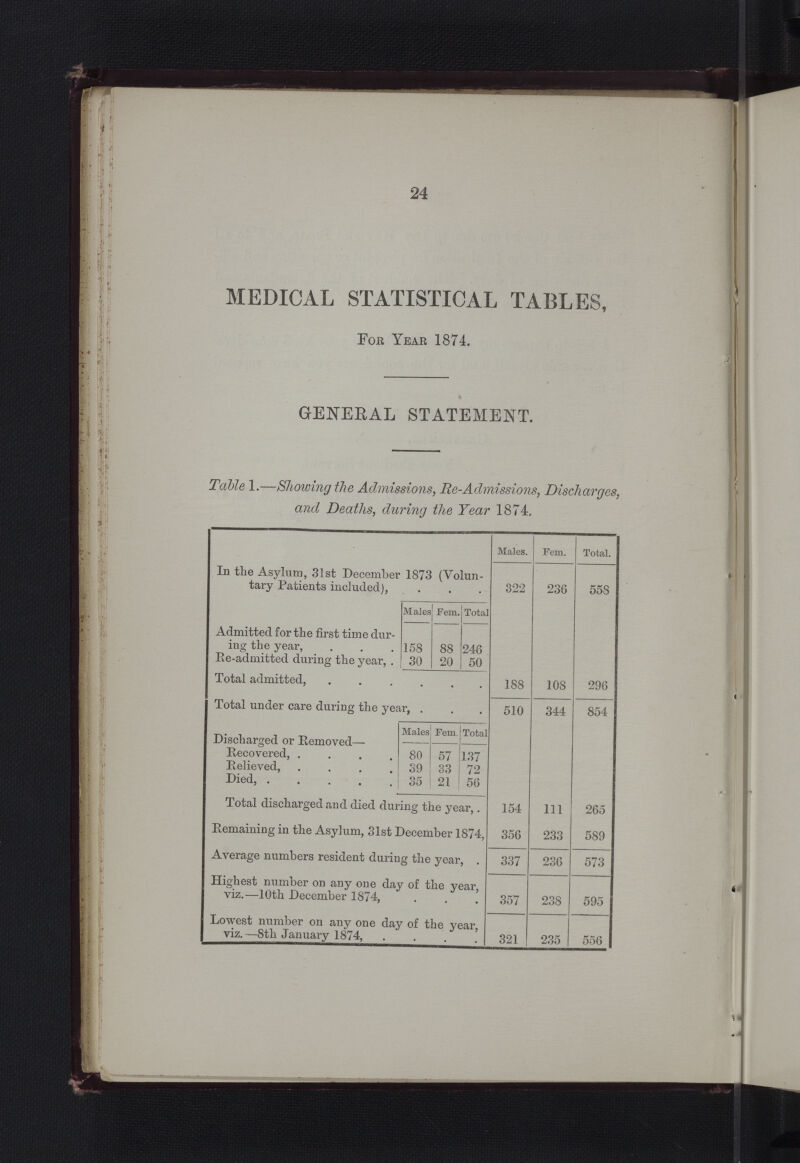 24
MEDICAL STATISTICAL TABLES,
FOR YEAR 1874.
GENERAL STATEMENT.
Table 1.—Showing the Admissions, Re-Admissions, Discharges,
and Deaths, during the Year 1874.
Males. Fem. Total.
In the Asylum, 31st December 1873 (Volun-
tary Patients included), . . . 322 236 558
Males Fem. Total
Admitted for the first time dur-
ing the year, . . . 158 88 246
Re-admitted during the year, . 30 20 50
Total admitted, . . . . . . 188 108 296
Total under care during the year, . . . 510 344 854
Males Fem. Total
Discharged or Removed—
Recovered, . . . . 80 57 137
Relieved, . . . . 39 33 72
Died, . . . . . 35 21 56
Total discharged and died during the year, . 154 111 265
Remaining in the Asylum, 31st December 1874, 356 233 589
Average numbers resident during the year, . 337 236 573
Highest number on any one day of the year,
viz.—10th December 1874, . . . 357 238 595
Lowest number on any one day of the year,
viz.—8th January 1874, . . . . 321 235 556